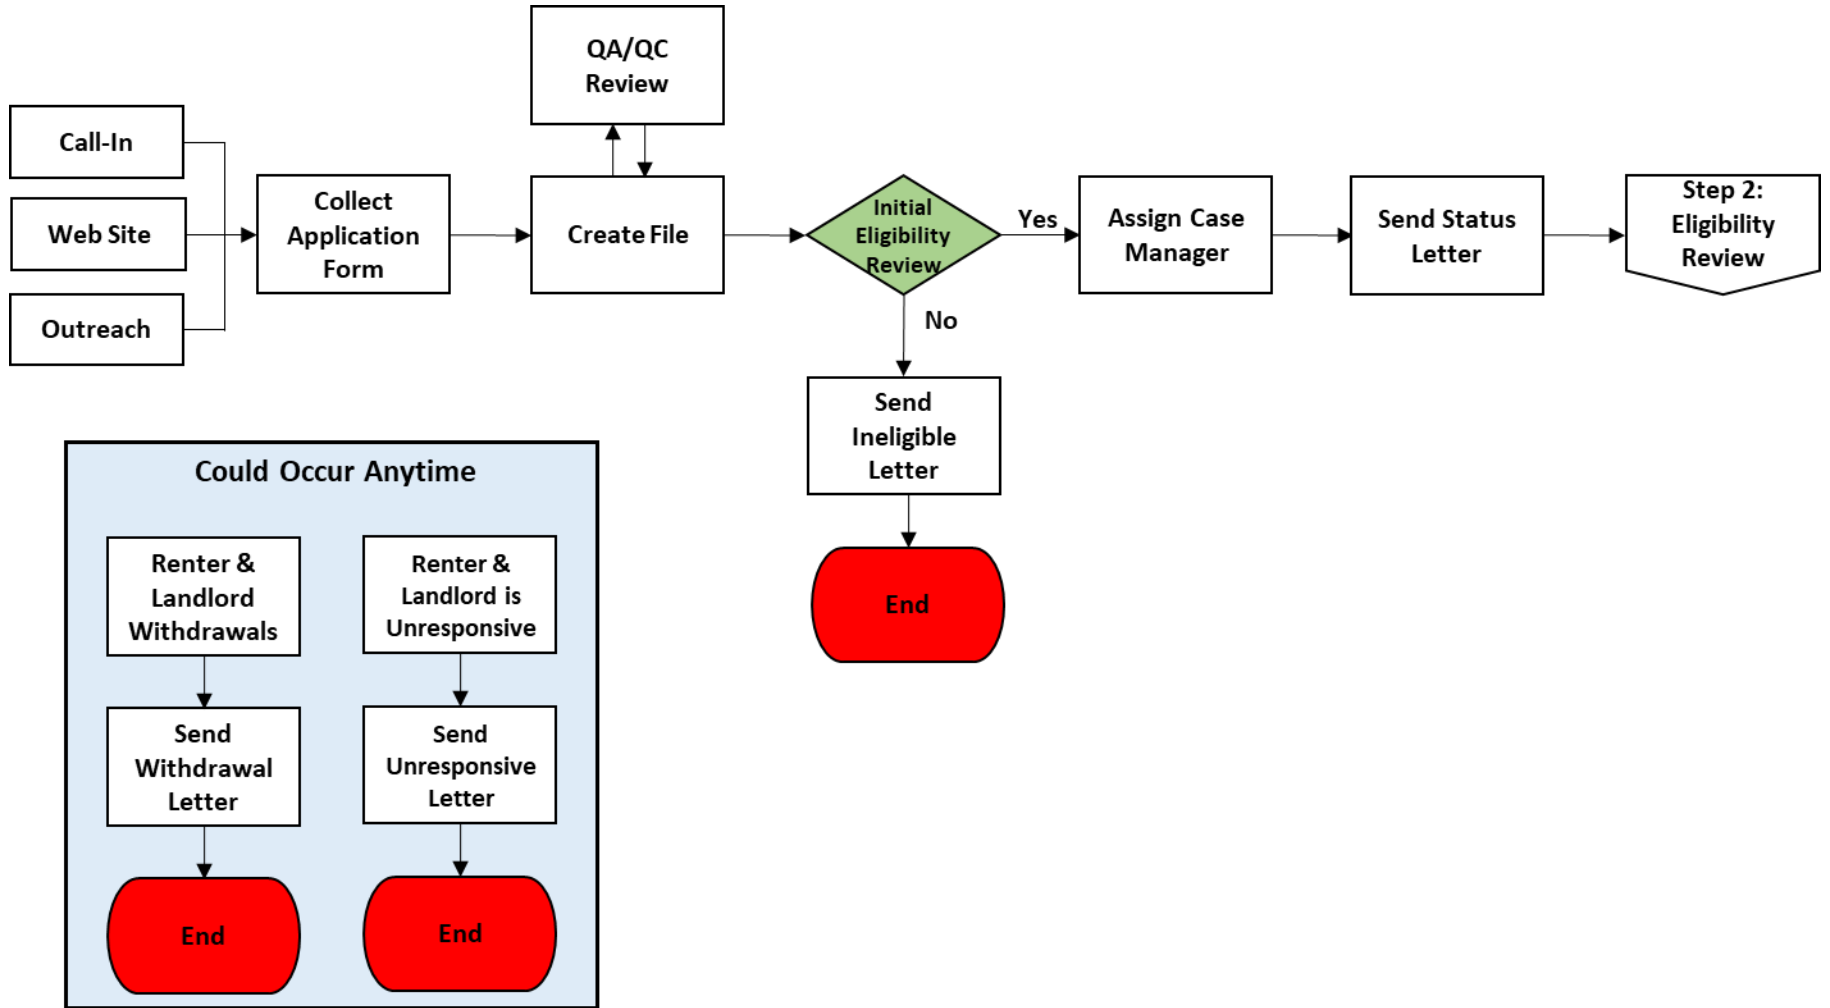 QA/QC
Review
Call-In
Web Site
Outreach
Collect
Application
Form
Create File
Initial
Eligibility
Review
Yes
No
Assign Case
Manager
Send Status
Letter
Step 2:
Eligibility
Review
Send
Ineligible
Letter
End
Could Occur Anytime
Renter &
Landlord
Withdrawals
Send
Withdrawal
Letter
End
Renter &
Landlord is
Unresponsive
Send
Unresponsive
Letter
End